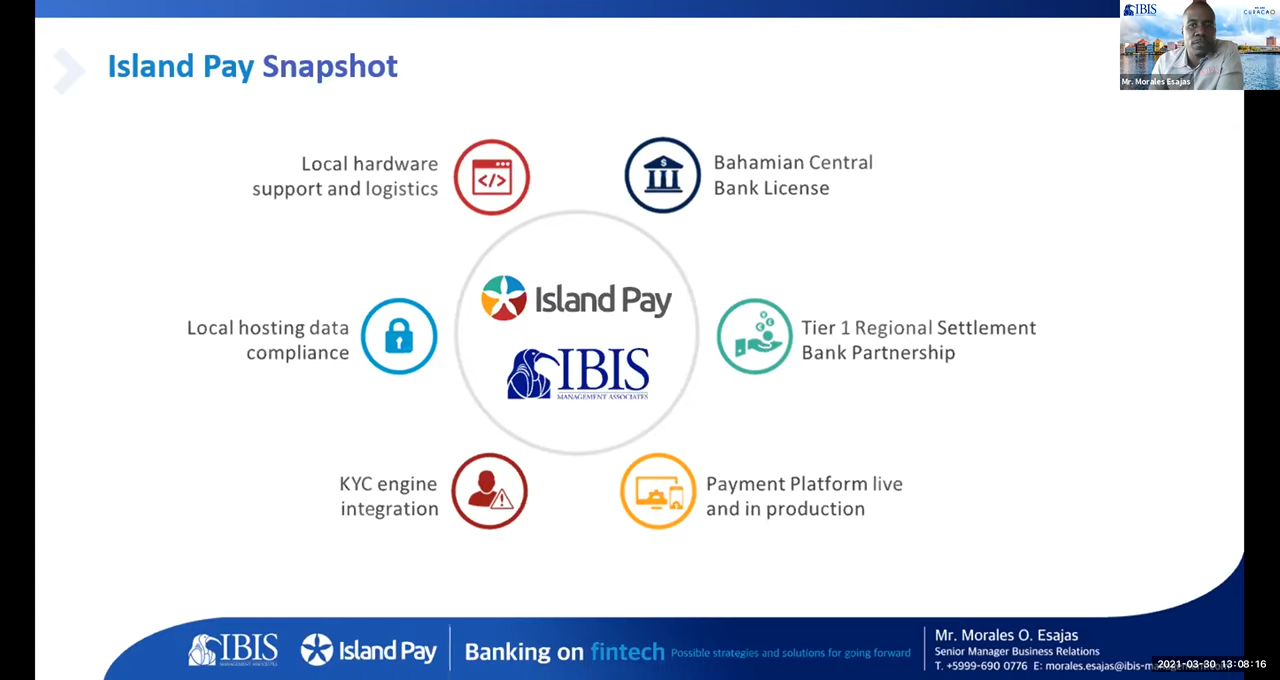 Island Pay Snapshot
IBIS
CURACAO
Mr. Morales Esajas
Local hardware
support and logistics
Bahamian Central
Bank License
Local hosting data
compliance
Island Pay
IBIS
MANAGEMENT ASSOCIATES
Tier 1 Regional Settlement
Bank Partnership
KYC engine
integration
Payment Platform live
and in production
IBIS
MANAGEMENT ASSOCIATES
Island Pay
Banking on fintech Possible strategies and solutions for going forward
Mr. Morales O. Esajas
Senior Manager Business Relations
T. +5999-690 0776 E: morales.esajas@ibis-m
2021-03-30 13:08:16